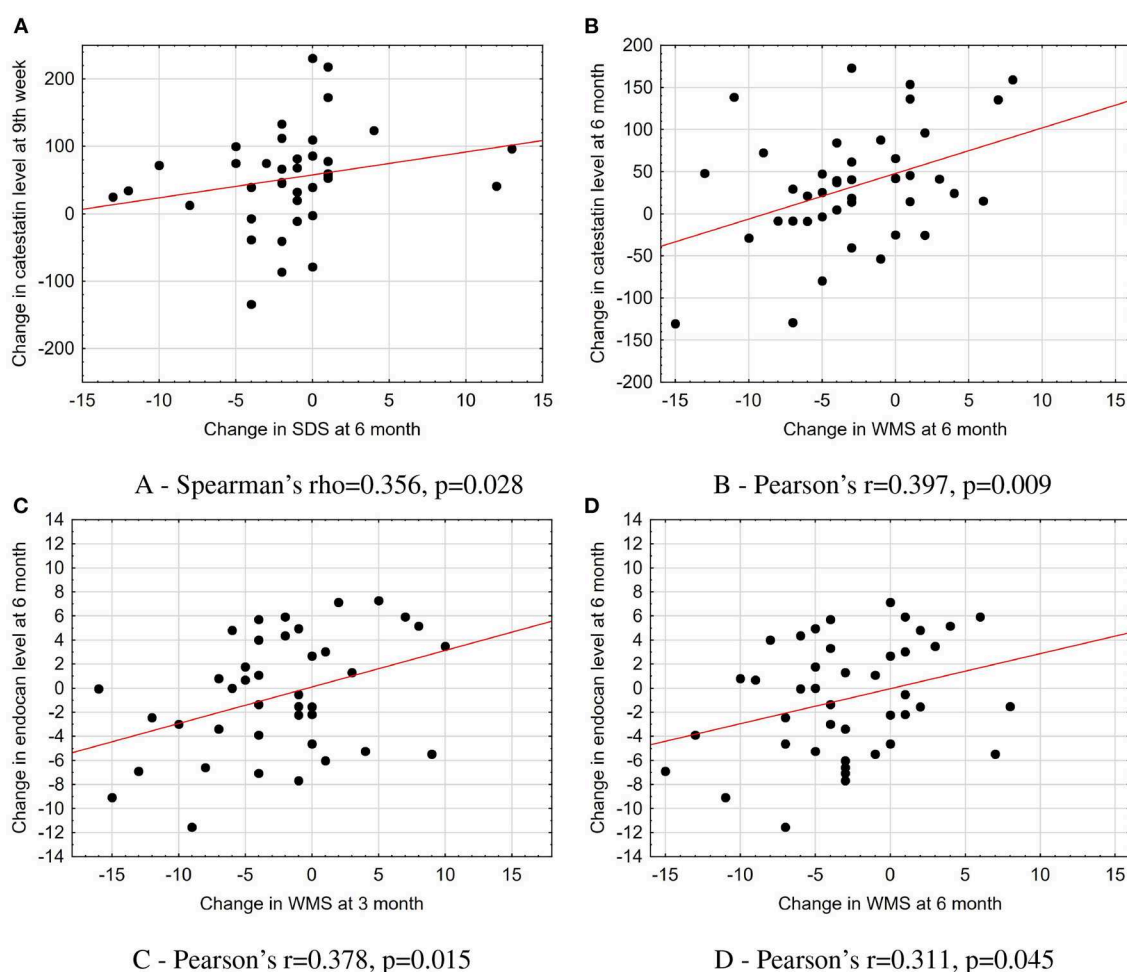 A
Change in catestatin level at 9th week
200
100
0
-100
-200
-15 -10 -5 0 5 10 15
Change in SDS at 6 month
A - Spearman’s rho=0.356, p=0.028
B
Change in catestatin level at 6 month
200
150
100
50
0
-50
-100
-150
-200
-15 -10 -5 0 5 10 15
Change in WMS at 6 month
B - Pearson’s r=0.397, p=0.009
C
Change in endocan level at 6 month
14
12
10
8
6
4
2
0
-2
-4
-6
-8
-10
-12
-14
-15 -10 -5 0 5 10 15
Change in WMS at 3 month
C - Pearson’s r=0.378, p=0.015
D
Change in endocan level at 6 month
14
12
10
8
6
4
2
0
-2
-4
-6
-8
-10
-12
-14
-15 -10 -5 0 5 10 15
Change in WMS at 6 month
D - Pearson’s r=0.311, p=0.045